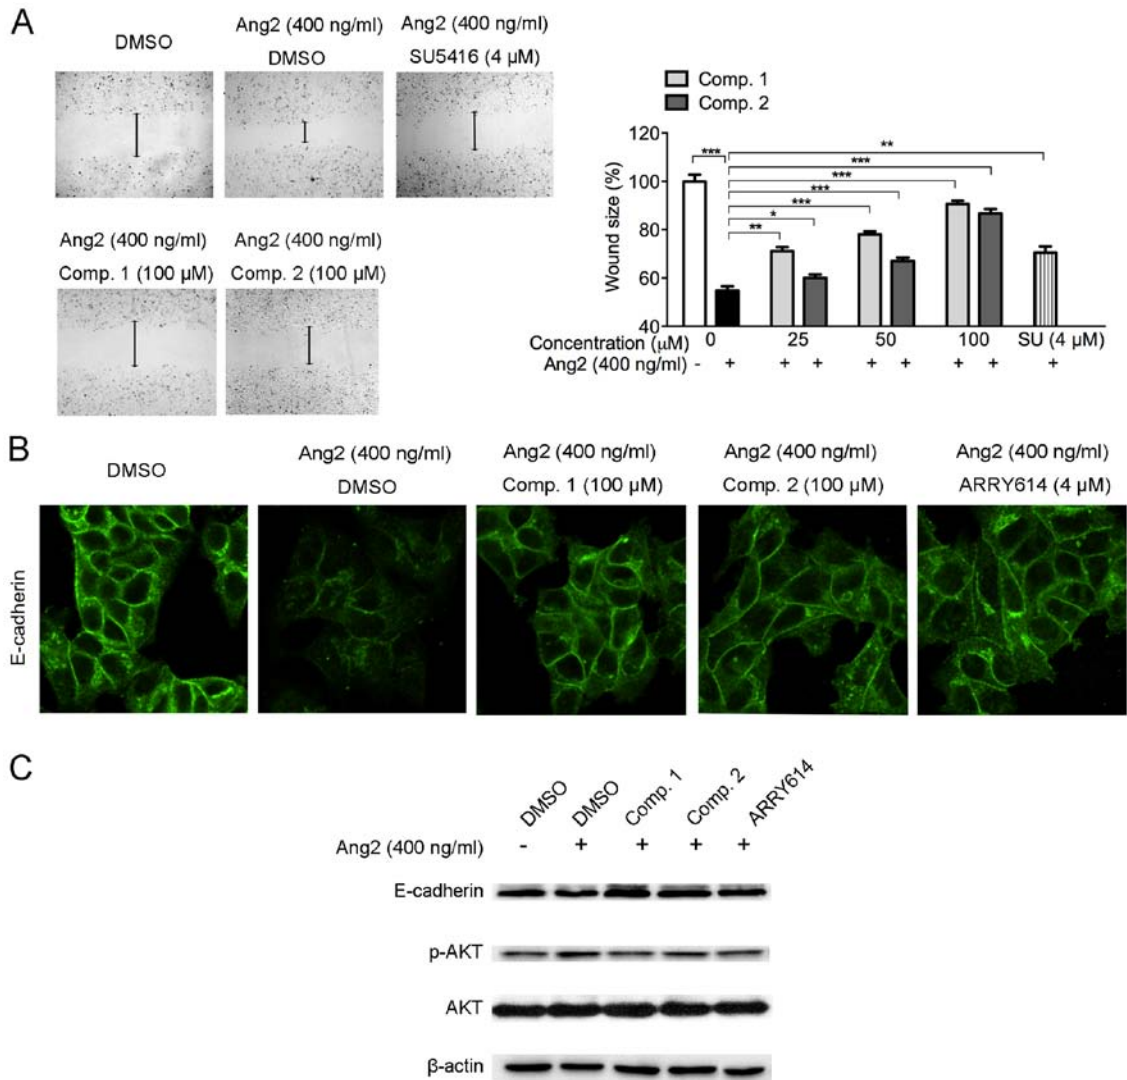 A
DMSO
Ang2 (400 ng/ml)
DMSO
Ang2 (400 ng/ml)
SU5416 (4 µM)
Ang2 (400 ng/ml)
Comp. 1 (100 µM)
Ang2 (400 ng/ml)
Comp. 2 (100 µM)
Comp. 1
Comp. 2
Wound size (%)
120
100
80
60
40
***
**
***
***
***
***
*
**
0 25 50 100 SU (4 µM)
Concentration (µM)
Ang2 (400 ng/ml) - + + + + + + + +
B
DMSO
Ang2 (400 ng/ml)
DMSO
Ang2 (400 ng/ml)
Comp. 1 (100 µM)
Ang2 (400 ng/ml)
Comp. 2 (100 µM)
Ang2 (400 ng/ml)
ARRY614 (4 µM)
E-cadherin
C
DMSO
DMSO
Comp. 1
Comp. 2
ARRY614
Ang2 (400 ng/ml) - + + + +
E-cadherin
p-AKT
AKT
β-actin